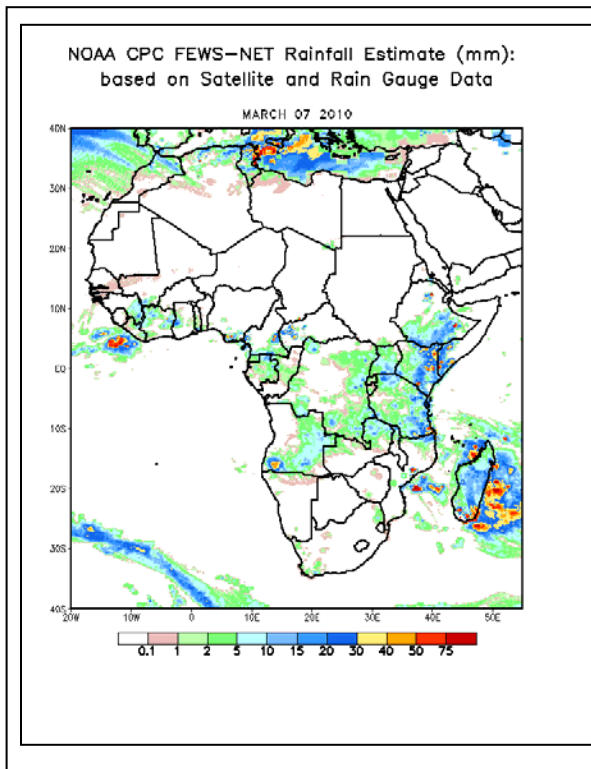 NOAA CPC FEWS-NET Rainfall Estimate (mm):
based on Satellite and Rain Gauge Data
MARCH 07 2010
40N
30N
20N
10N
EQ
10S
20S
30S
40S
20W 10W 0 10E 20E 30E 40E 50E
0.1 1 2 5 10 15 20 30 40 50 75